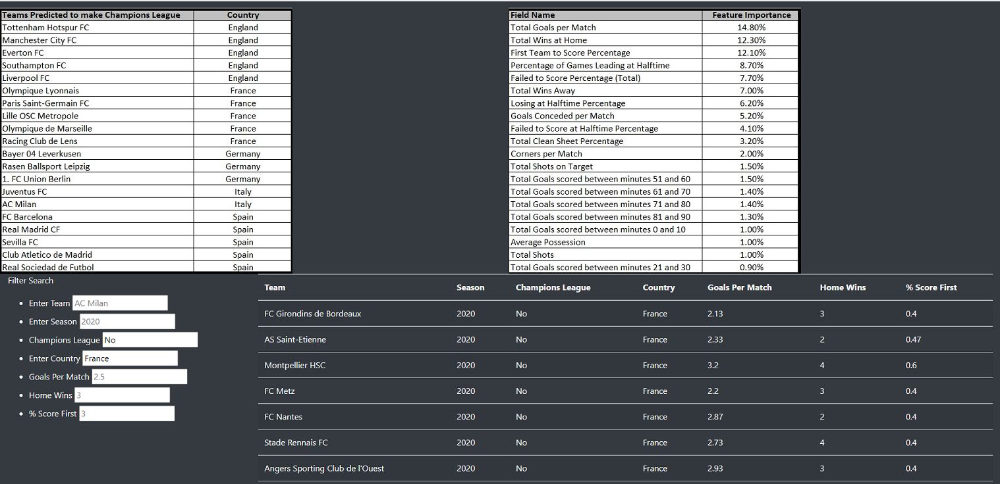 Teams Predicted to make Champions League Country
Tottenham Hotspur FC England
Manchester City FC England
Everton FC England
Southampton FC England
Liverpool FC England
Olympique Lyonnais France
Paris Saint-Germain FC France
Lille OSC Metropole France
Olympique de Marseille France
Racing Club de Lens France
Bayer 04 Leverkusen Germany
Rasen Ballsport Leipzig Germany
1. FC Union Berlin Germany
Juventus FC Italy
AC Milan Italy
FC Barcelona Spain
Real Madrid CF Spain
Sevilla FC Spain
Club Atletico de Madrid Spain
Real Sociedad de Futbol Spain
Field Name Feature Importance
Total Goals per Match 14.80%
Total Wins at Home 12.30%
First Team to Score Percentage 12.10%
Percentage of Games Leading at Halftime 8.70%
Failed to Score Percentage (Total) 7.70%
Total Wins Away 7.00%
Losing at Halftime Percentage 6.20%
Goals Conceded per Match 5.20%
Failed to Score at Halftime Percentage 4.10%
Total Clean Sheet Percentage 3.20%
Corners per Match 2.00%
Total Shots on Target 1.50%
Total Goals scored between minutes 51 and 60 1.50%
Total Goals scored between minutes 61 and 70 1.40%
Total Goals scored between minutes 71 and 80 1.40%
Total Goals scored between minutes 81 and 90 1.30%
Total Goals scored between minutes 0 and 10 1.00%
Average Possession 1.00%
Total Shots 1.00%
Total Goals scored between minutes 21 and 30 0.90%
Filter Search
Enter Team AC Milan
Enter Season 2020
Champions League No
Enter Country France
Goals Per Match 2.5
Home Wins 3
% Score First 3
Team Season Champions League Country Goals Per Match Home Wins % Score First
FC Girondins de Bordeaux 2020 No France 2.13 3 0.4
AS Saint-Etienne 2020 No France 2.33 2 0.47
Montpellier HSC 2020 No France 3.2 4 0.6
FC Metz 2020 No France 2.2 3 0.4
FC Nantes 2020 No France 2.87 2 0.4
Stade Rennais FC 2020 No France 2.73 4 0.4
Angers Sporting Club de l'Ouest 2020 No France 2.93 3 0.4